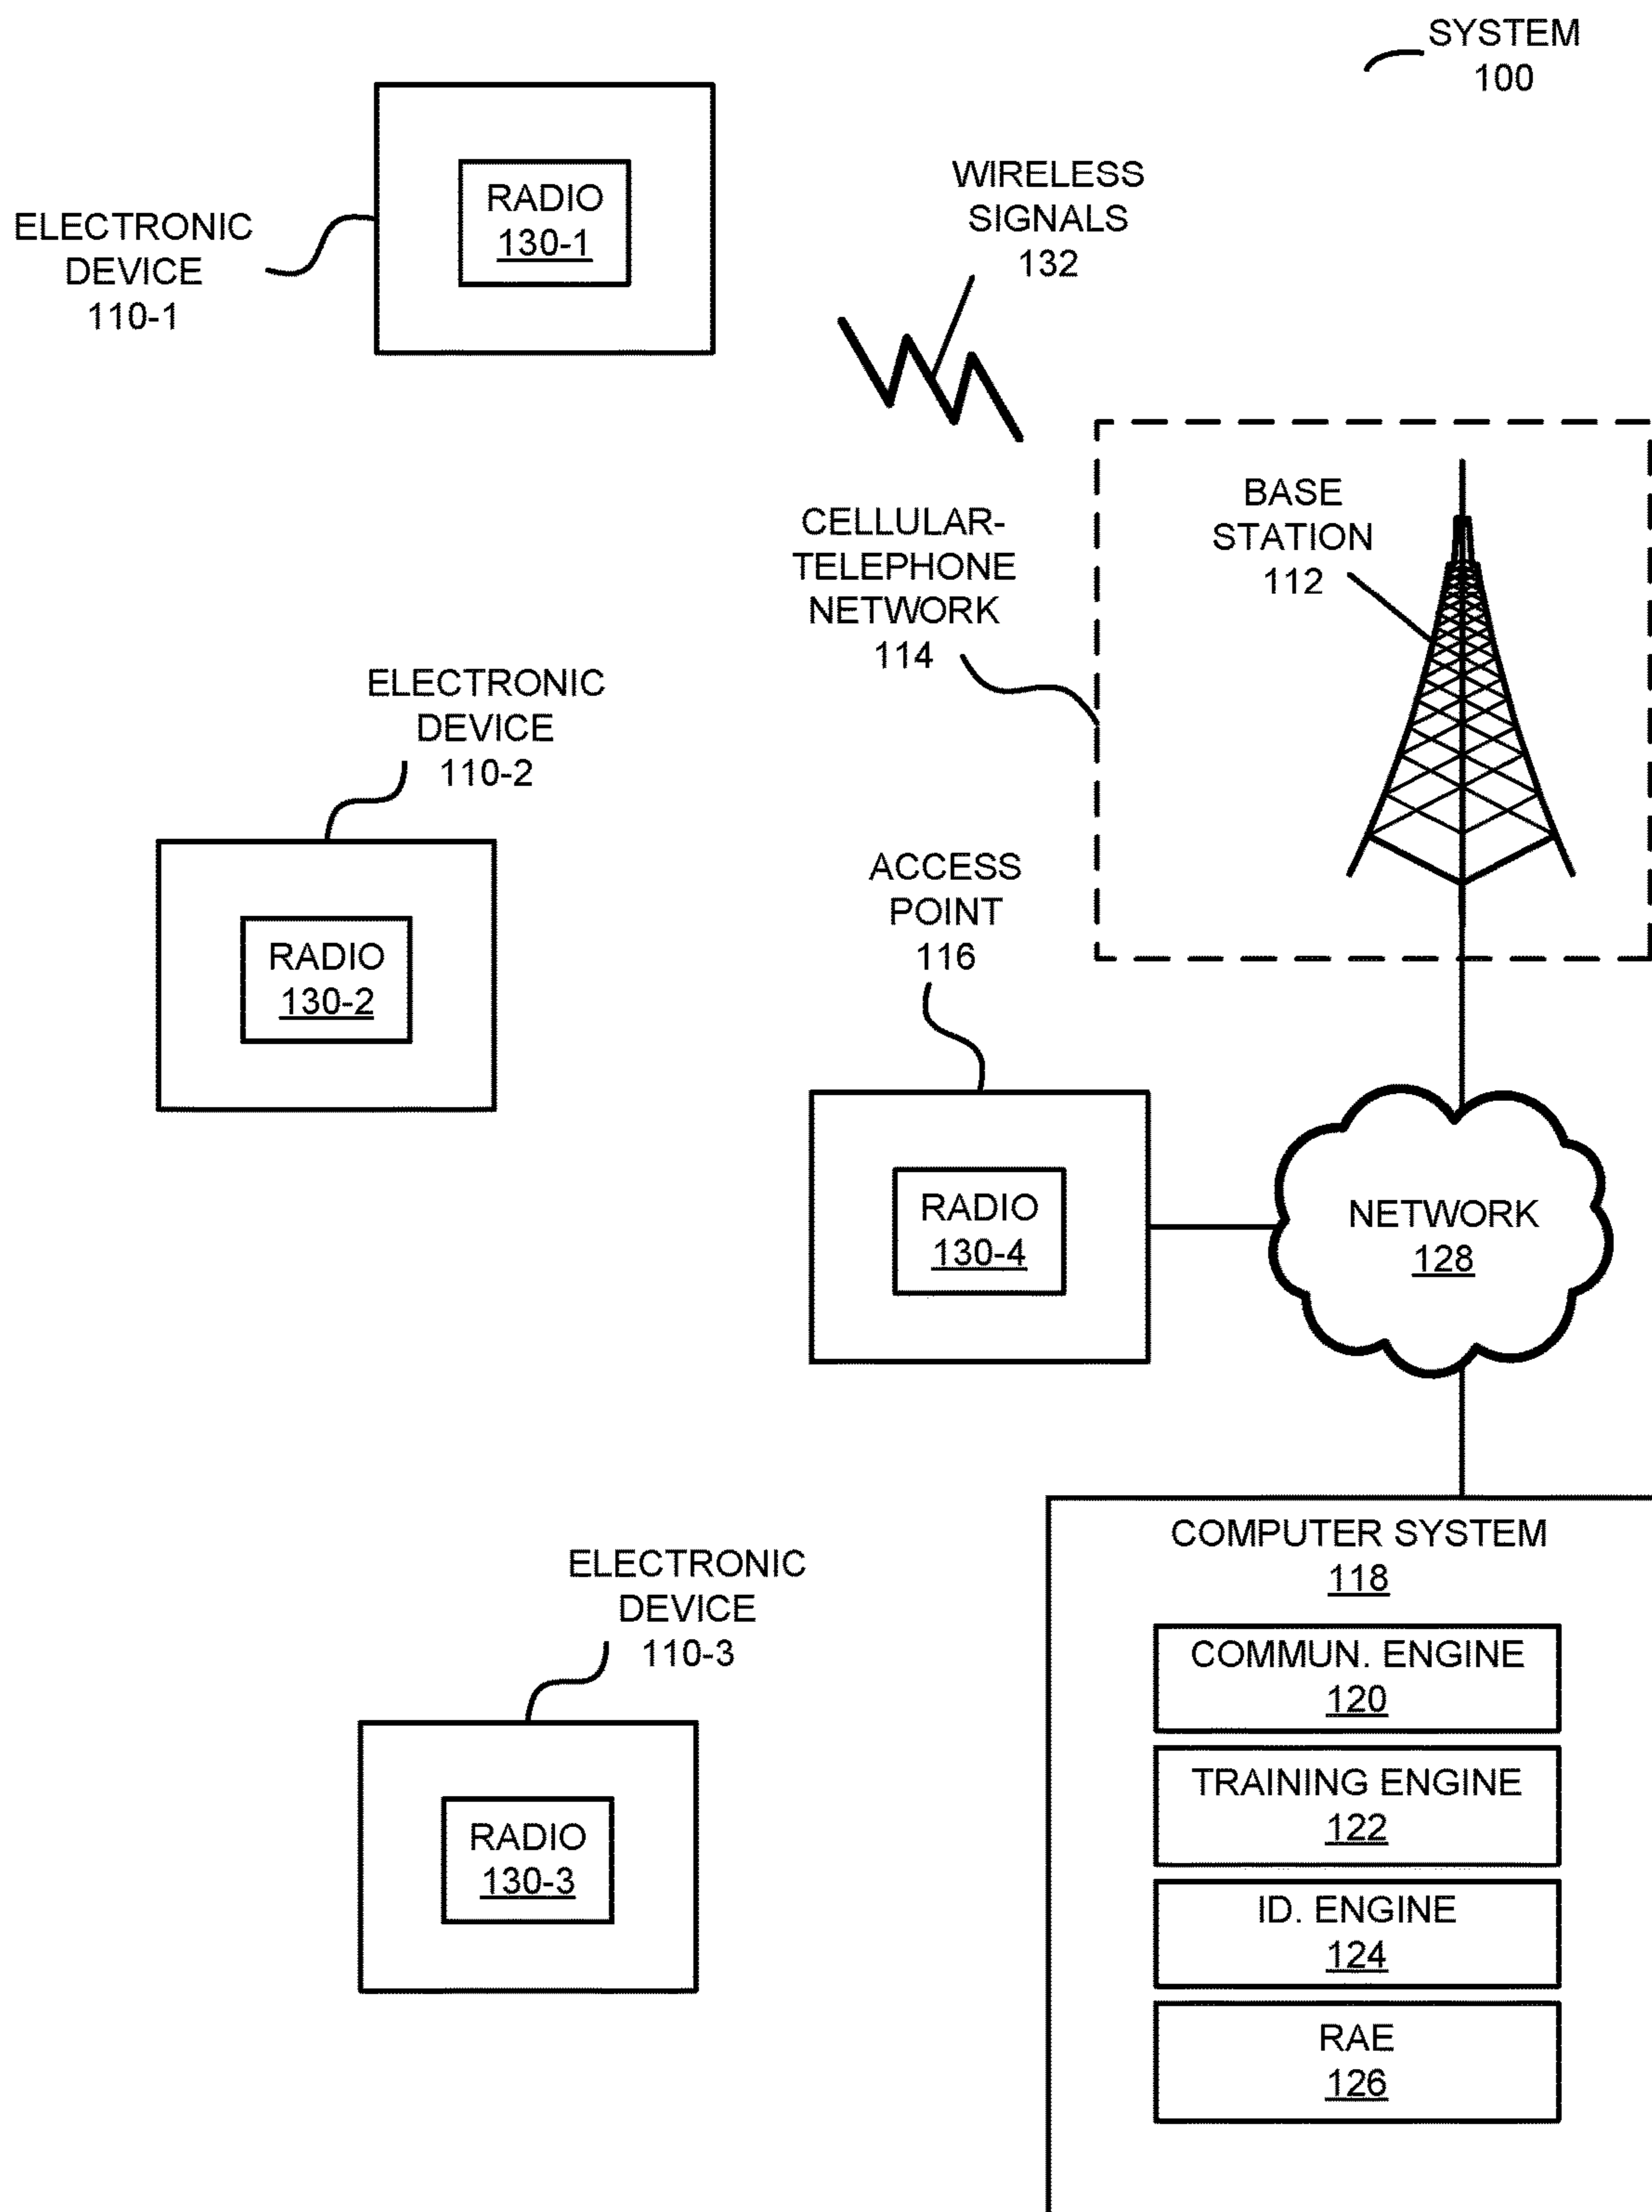 SYSTEM
100
RADIO
130-1
ELECTRONIC
DEVICE
110-1
WIRELESS
SIGNALS
132
BASE
STATION
112
CELLULAR-
TELEPHONE
NETWORK
114
ELECTRONIC
DEVICE
110-2
RADIO
130-2
ACCESS
POINT
116
RADIO
130-4
NETWORK
128
COMPUTER SYSTEM
118
COMMUN. ENGINE
120
TRAINING ENGINE
122
ID. ENGINE
124
RAE
126
ELECTRONIC
DEVICE
110-3
RADIO
130-3